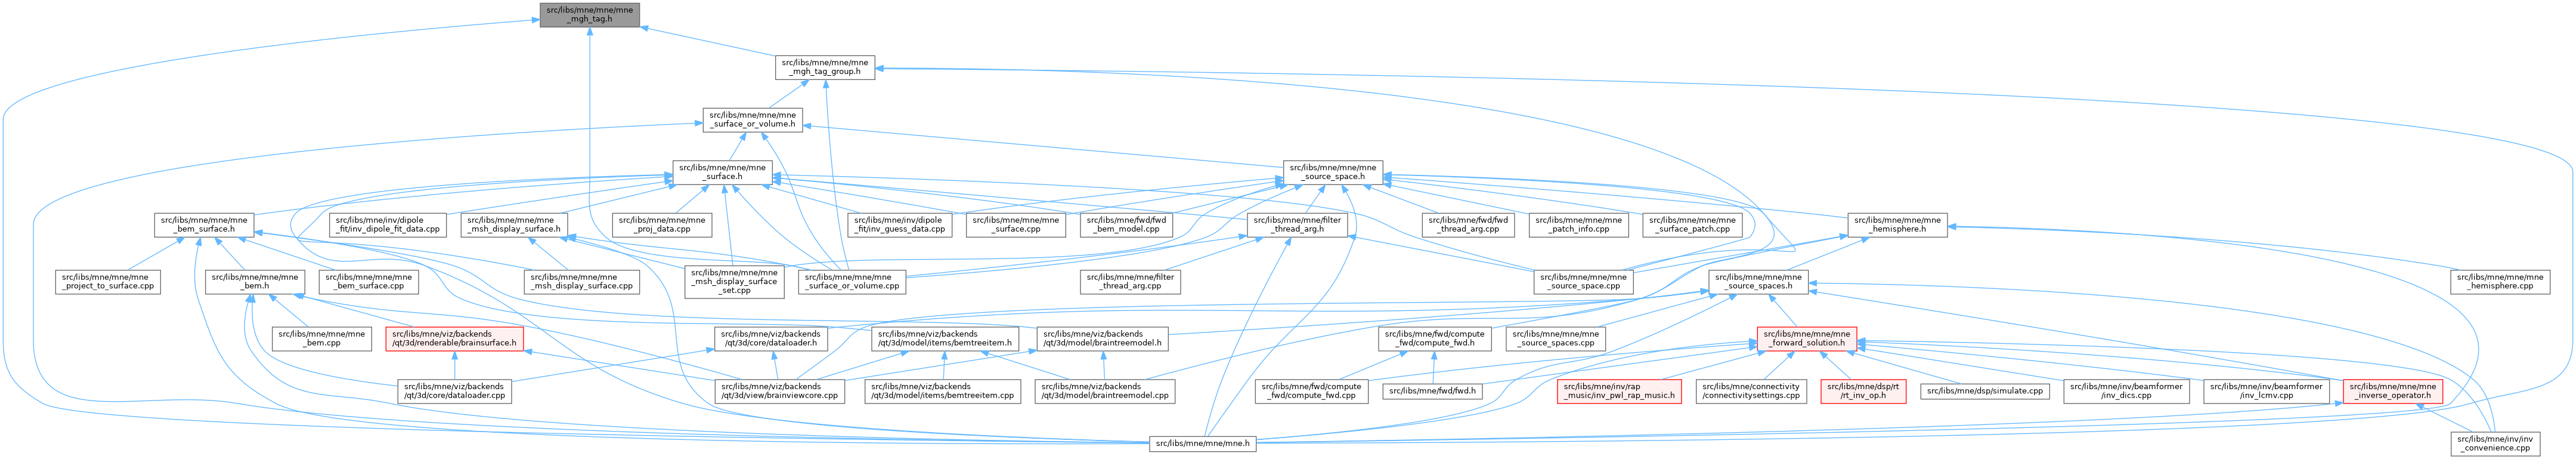 src/libs/mne/mne/mne
_mgh_tag.h
src/libs/mne/mne/mne
_mgh_tag_group.h
src/libs/mne/mne/mne
_surface_or_volume.h
src/libs/mne/mne/mne
_surface.h
src/libs/mne/mne/mne
_source_space.h
src/libs/mne/mne/mne
_bem_surface.h
src/libs/mne/inv/dipole
_fit/inv_dipole_fit_data.cpp
src/libs/mne/mne/mne
_msh_display_surface.h
src/libs/mne/mne/mne
_proj_data.cpp
src/libs/mne/inv/dipole
_fit/inv_guess_data.cpp
src/libs/mne/mne/mne
_surface.cpp
src/libs/mne/fwd/fwd
_bem_model.cpp
src/libs/mne/mne/filter
_thread_arg.h
src/libs/mne/fwd/fwd
_thread_arg.cpp
src/libs/mne/mne/mne
_patch_info.cpp
src/libs/mne/mne/mne
_surface_patch.cpp
src/libs/mne/mne/mne
_hemisphere.h
src/libs/mne/mne/mne
_project_to_surface.cpp
src/libs/mne/mne/mne
_bem.h
src/libs/mne/mne/mne
_bem_surface.cpp
src/libs/mne/mne/mne
_msh_display_surface.cpp
src/libs/mne/mne/mne
_msh_display_surface
_set.cpp
src/libs/mne/mne/mne
_surface_or_volume.cpp
src/libs/mne/mne/filter
_thread_arg.cpp
src/libs/mne/mne/mne
_source_space.cpp
src/libs/mne/mne/mne
_source_spaces.h
src/libs/mne/mne/mne
_hemisphere.cpp
src/libs/mne/mne/mne
_bem.cpp
src/libs/mne/viz/backends
/qt/3d/renderable/brainsurface.h
src/libs/mne/viz/backends
/qt/3d/core/dataloader.h
src/libs/mne/viz/backends
/qt/3d/model/items/bemtreeitem.h
src/libs/mne/viz/backends
/qt/3d/model/braintreemodel.h
src/libs/mne/fwd/compute
_fwd/compute_fwd.h
src/libs/mne/mne/mne
_source_spaces.cpp
src/libs/mne/mne/mne
_forward_solution.h
src/libs/mne/viz/backends
/qt/3d/core/dataloader.cpp
src/libs/mne/viz/backends
/qt/3d/view/brainviewcore.cpp
src/libs/mne/viz/backends
/qt/3d/model/items/bemtreeitem.cpp
src/libs/mne/viz/backends
/qt/3d/model/braintreemodel.cpp
src/libs/mne/fwd/compute
_fwd/compute_fwd.cpp
src/libs/mne/fwd/fwd.h
src/libs/mne/inv/rap
_music/inv_pwl_rap_music.h
src/libs/mne/connectivity
/connectivitysettings.cpp
src/libs/mne/dsp/rt
/rt_inv_op.h
src/libs/mne/dsp/simulate.cpp
src/libs/mne/inv/beamformer
/inv_dics.cpp
src/libs/mne/inv/beamformer
/inv_lcmv.cpp
src/libs/mne/mne/mne
_inverse_operator.h
src/libs/mne/mne/mne.h
src/libs/mne/inv/inv
_convenience.cpp